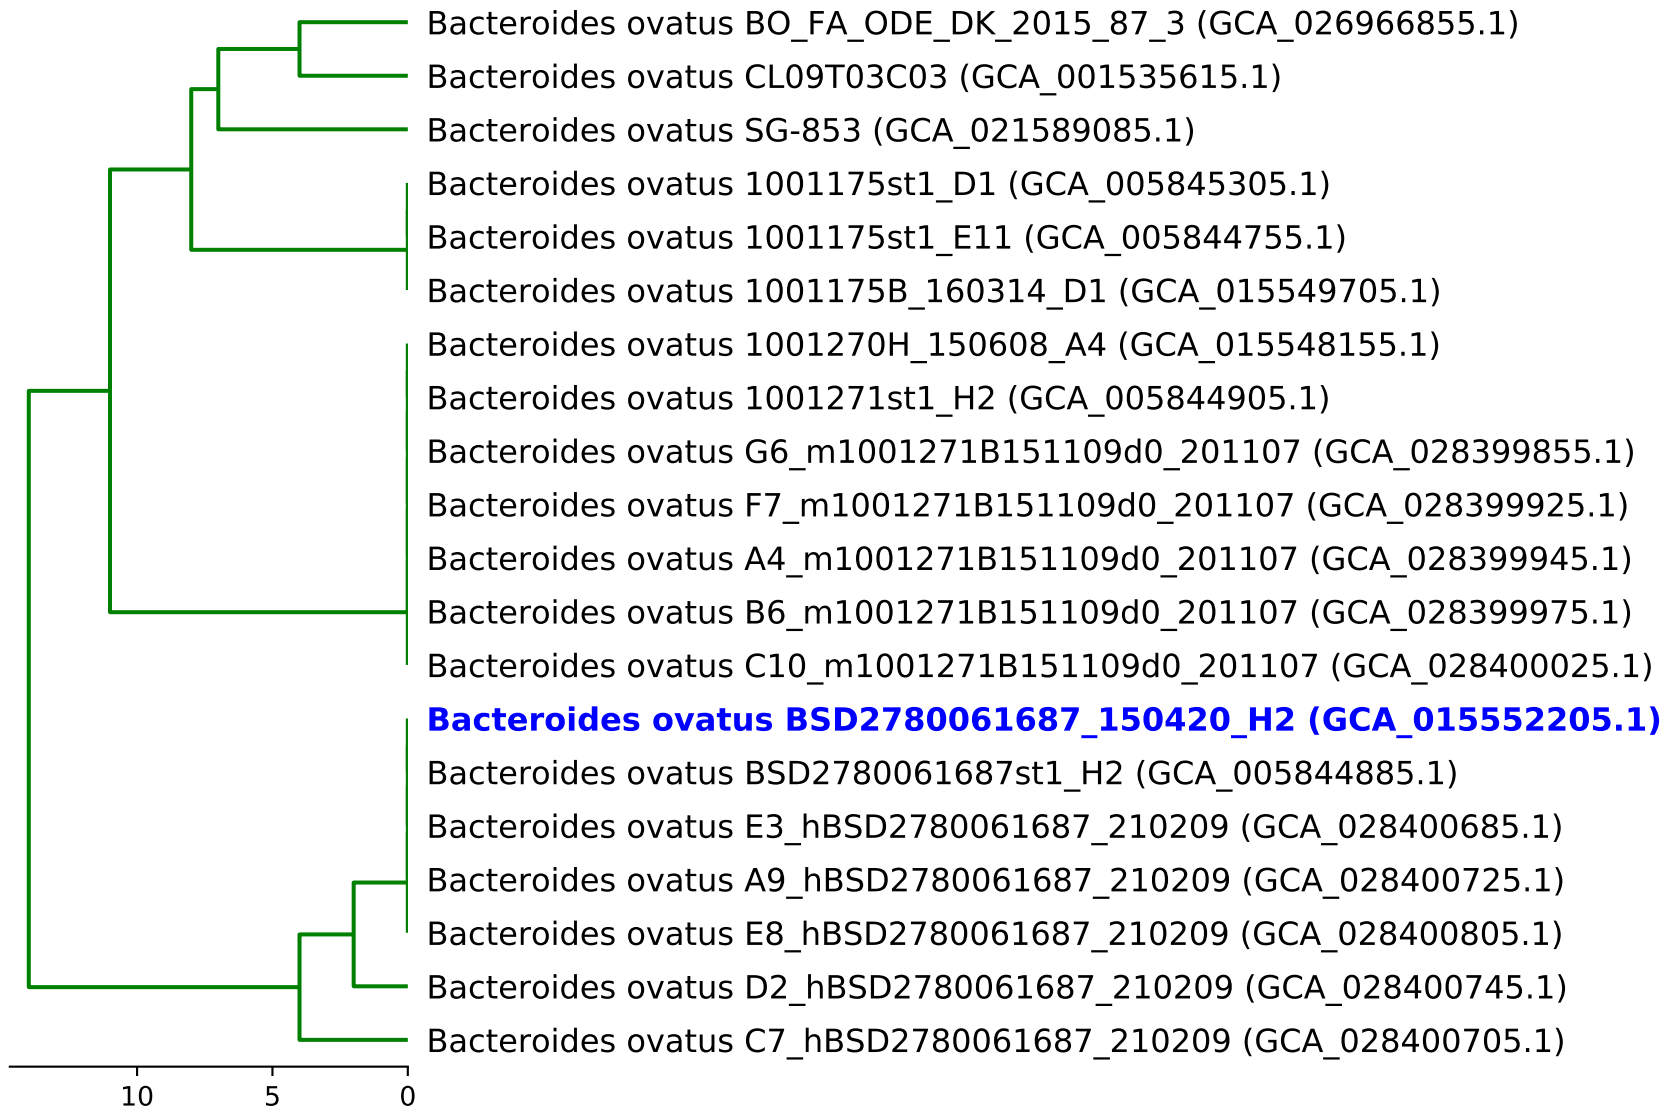 Bacteroides ovatus BO_FA_ODE_DK_2015_87_3 (GCA_026966855.1)
Bacteroides ovatus CL09T03C03 (GCA_001535615.1)
Bacteroides ovatus SG-853 (GCA_021589085.1)
Bacteroides ovatus 1001175st1_D1 (GCA_005845305.1)
Bacteroides ovatus 1001175st1_E11 (GCA_005844755.1)
Bacteroides ovatus 1001175B_160314_D1 (GCA_015549705.1)
Bacteroides ovatus 1001270H_150608_A4 (GCA_015548155.1)
Bacteroides ovatus 1001271st1_H2 (GCA_005844905.1)
Bacteroides ovatus G6_m1001271B151109d0_201107 (GCA_028399855.1)
Bacteroides ovatus F7_m1001271B151109d0_201107 (GCA_028399925.1)
Bacteroides ovatus A4_m1001271B151109d0_201107 (GCA_028399945.1)
Bacteroides ovatus B6_m1001271B151109d0_201107 (GCA_028399975.1)
Bacteroides ovatus C10_m1001271B151109d0_201107 (GCA_028400025.1)
Bacteroides ovatus BSD2780061687_150420_H2 (GCA_015552205.1)
Bacteroides ovatus BSD2780061687st1_H2 (GCA_005844885.1)
Bacteroides ovatus E3_hBSD2780061687_210209 (GCA_028400685.1)
Bacteroides ovatus A9_hBSD2780061687_210209 (GCA_028400725.1)
Bacteroides ovatus E8_hBSD2780061687_210209 (GCA_028400805.1)
Bacteroides ovatus D2_hBSD2780061687_210209 (GCA_028400745.1)
Bacteroides ovatus C7_hBSD2780061687_210209 (GCA_028400705.1)
10 5 0